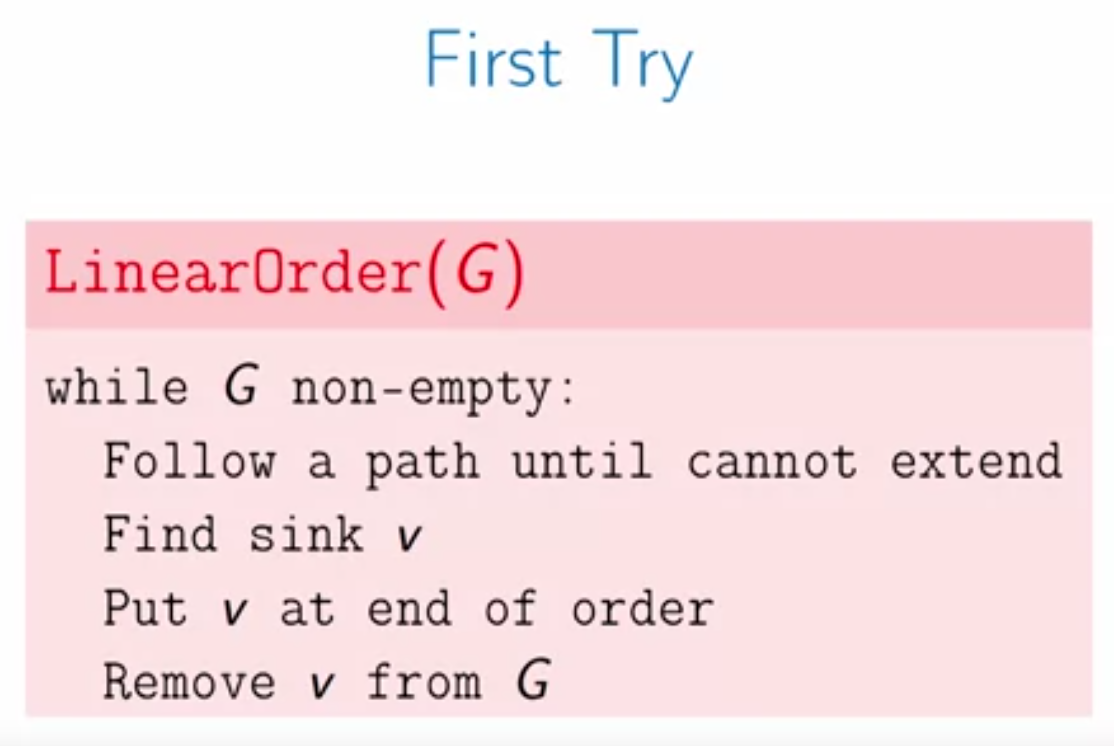 First Try
LinearOrder(G)
while G non-empty:
Follow a path until cannot extend
Find sink v
Put v at end of order
Remove v from G